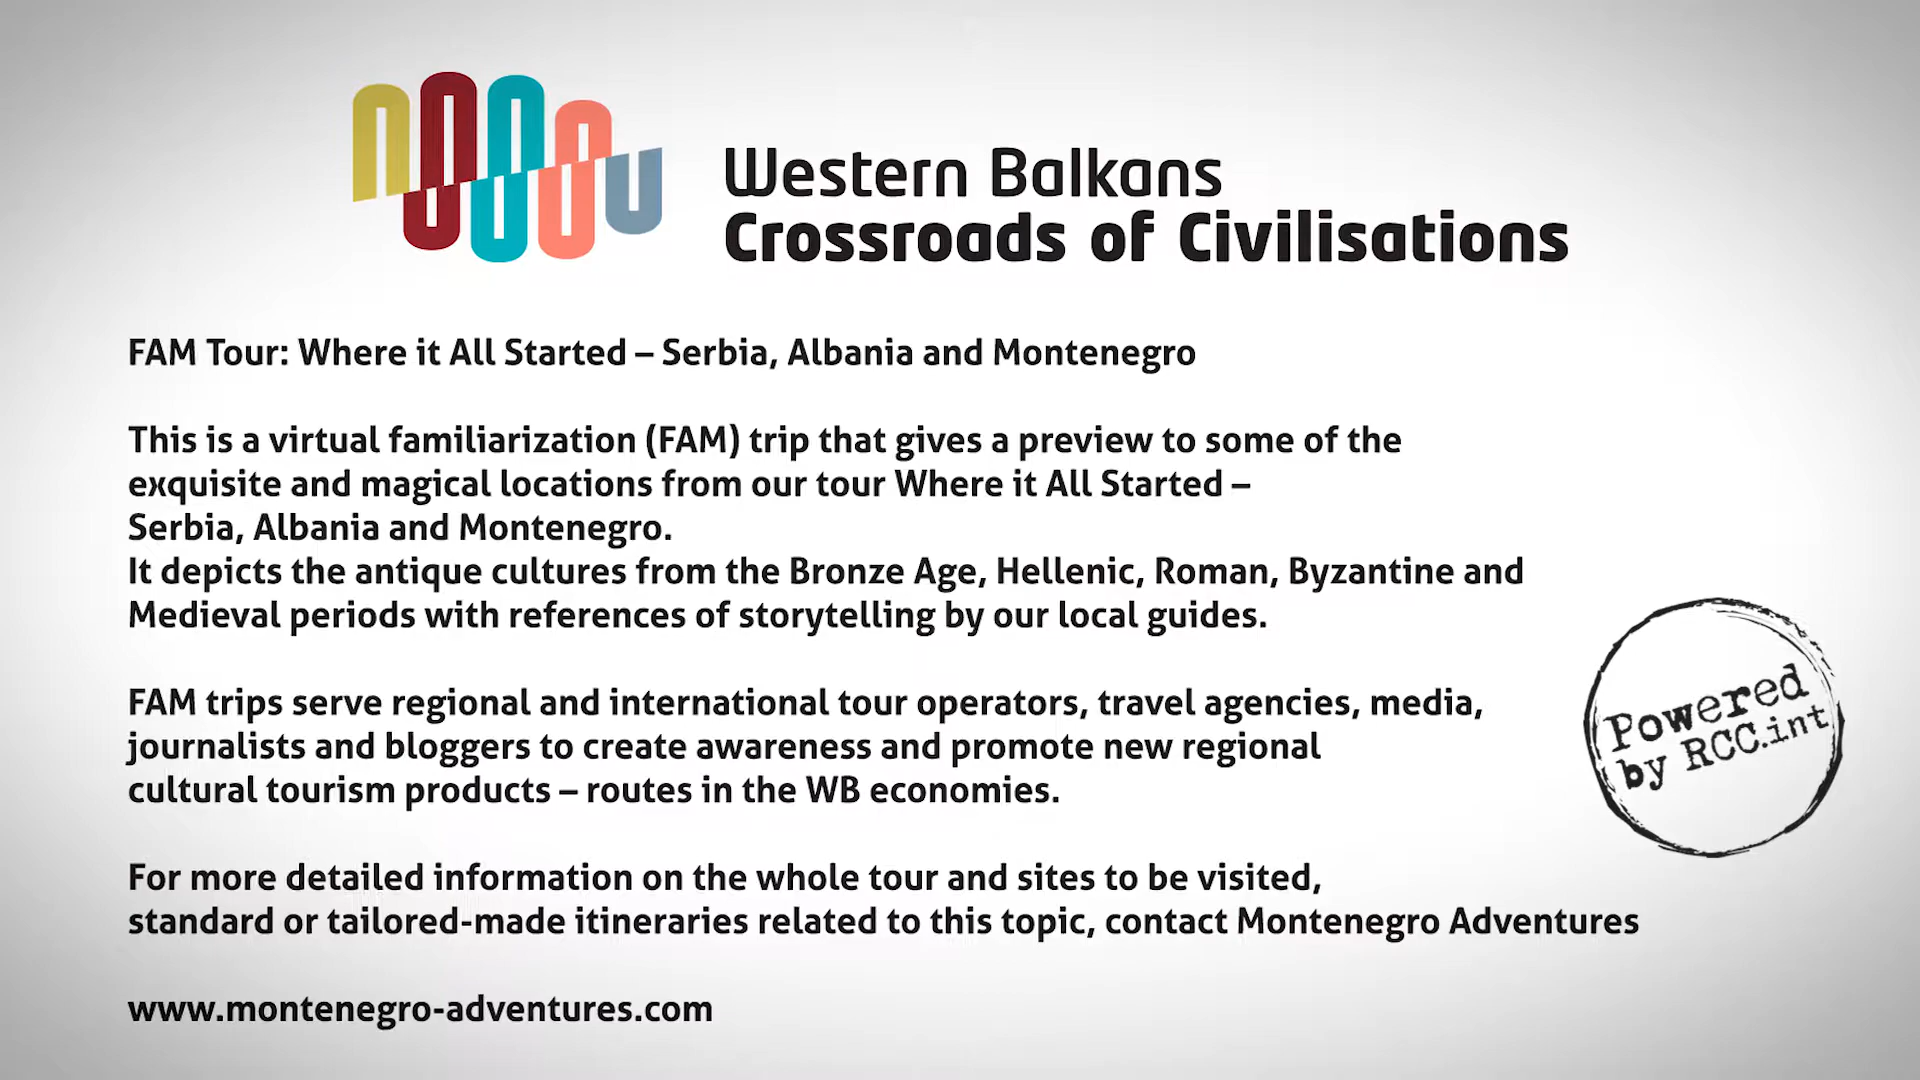 Western Balkans
Crossroads of Civilisations
FAM Tour: Where it All Started – Serbia, Albania and Montenegro
This is a virtual familiarization (FAM) trip that gives a preview to some of the
exquisite and magical locations from our tour Where it All Started –
Serbia, Albania and Montenegro.
It depicts the antique cultures from the Bronze Age, Hellenic, Roman, Byzantine and
Medieval periods with references of storytelling by our local guides.
FAM trips serve regional and international tour operators, travel agencies, media,
journalists and bloggers to create awareness and promote new regional
cultural tourism products – routes in the WB economies.
Powered
by RCC.int
For more detailed information on the whole tour and sites to be visited,
standard or tailored-made itineraries related to this topic, contact Montenegro Adventures
www.montenegro-adventures.com